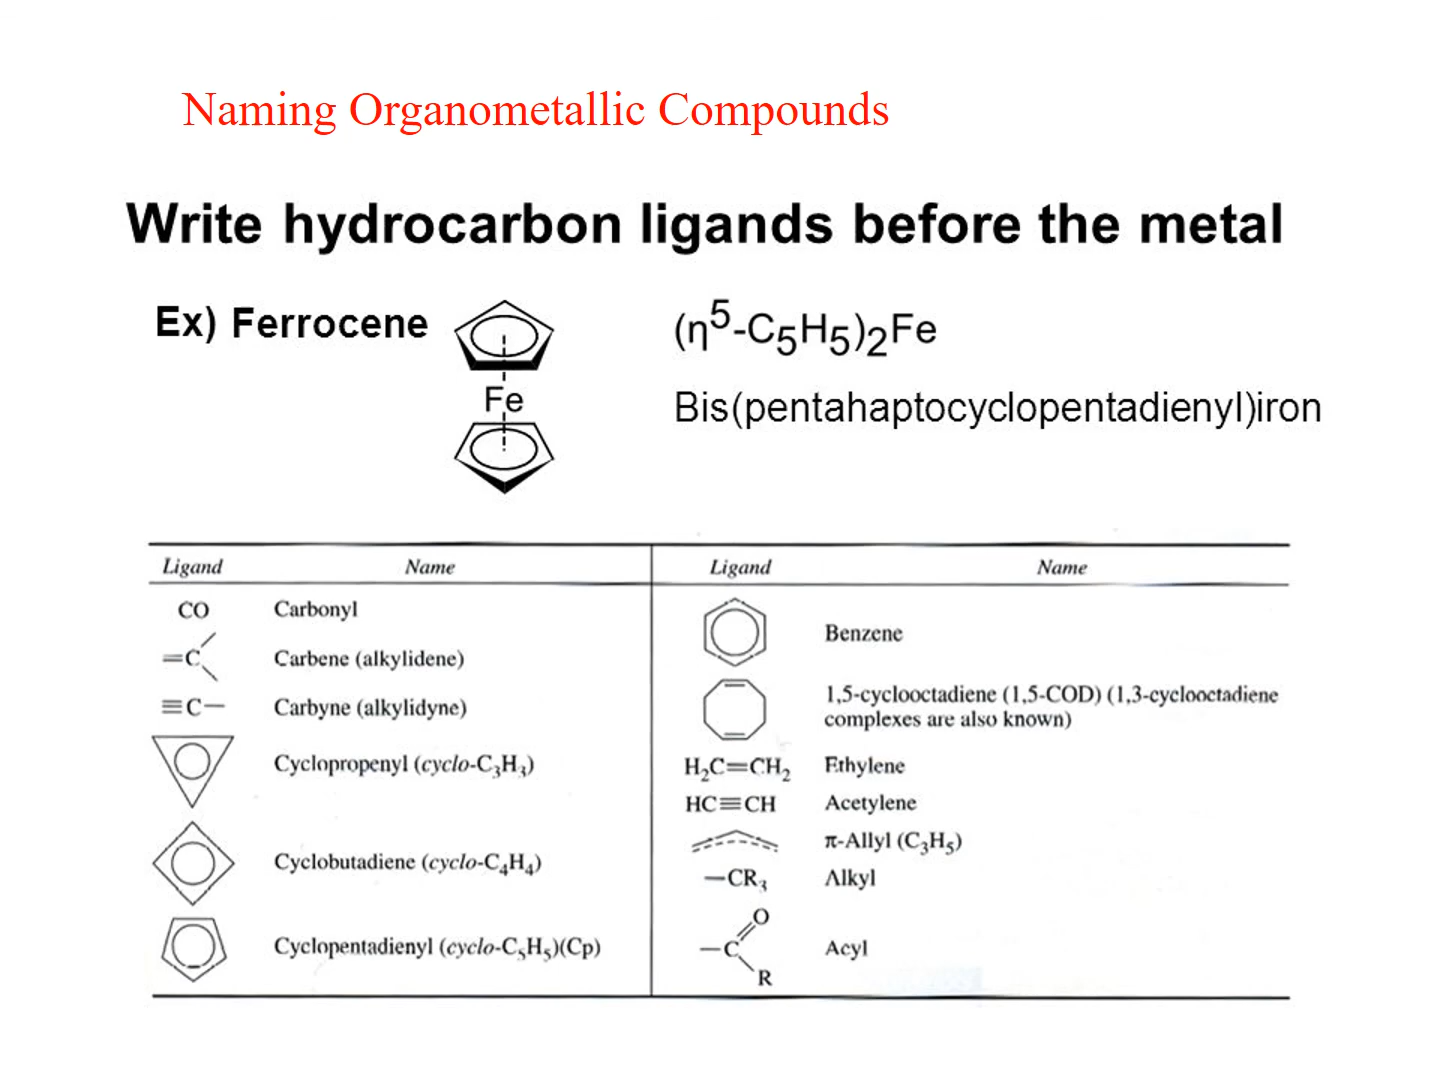 Naming Organometallic Compounds
Write hydrocarbon ligands before the metal
Ex) Ferrocene
Fe
(η⁵-C₅H₅)₂Fe
Bis(pentahaptocyclopentadienyl)iron
Ligand Name
CO Carbonyl
=C Carbene (alkylidene)
≡C− Carbyne (alkylidyne)
Cyclopropenyl (cyclo-C₃H₃)
Cyclobutadiene (cyclo-C₄H₄)
Cyclopentadienyl (cyclo-C₅H₅)(Cp)
Ligand Name
Benzene
1,5-cyclooctadiene (1,5-COD) (1,3-cyclooctadiene
complexes are also known)
H₂C=CH₂ Ethylene
HC≡CH Acetylene
π-Allyl (C₃H₅)
−CR₃ Alkyl
O
−C Acyl
R